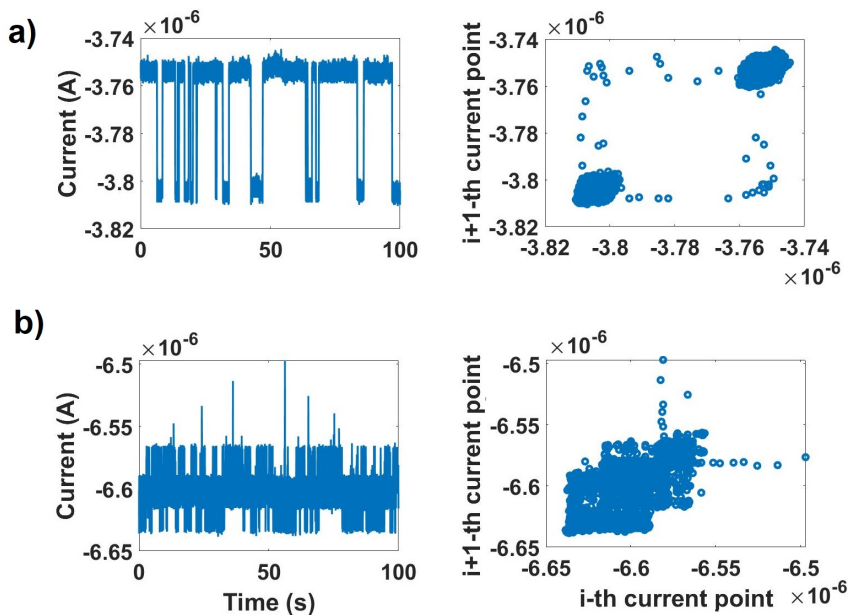 a)
×10⁻⁶
-3.74
-3.76
-3.78
-3.8
-3.82
Current (A)
0 50 100
×10⁻⁶
-3.74
-3.76
-3.78
-3.8
-3.82
i+1-th current point
-3.82 -3.8 -3.78 -3.76 -3.74
×10⁻⁶
b)
×10⁻⁶
-6.5
-6.55
-6.6
-6.65
Current (A)
0 50 100
Time (s)
×10⁻⁶
-6.5
-6.55
-6.6
-6.65
i+1-th current point
-6.65 -6.6 -6.55 -6.5
i-th current point ×10⁻⁶